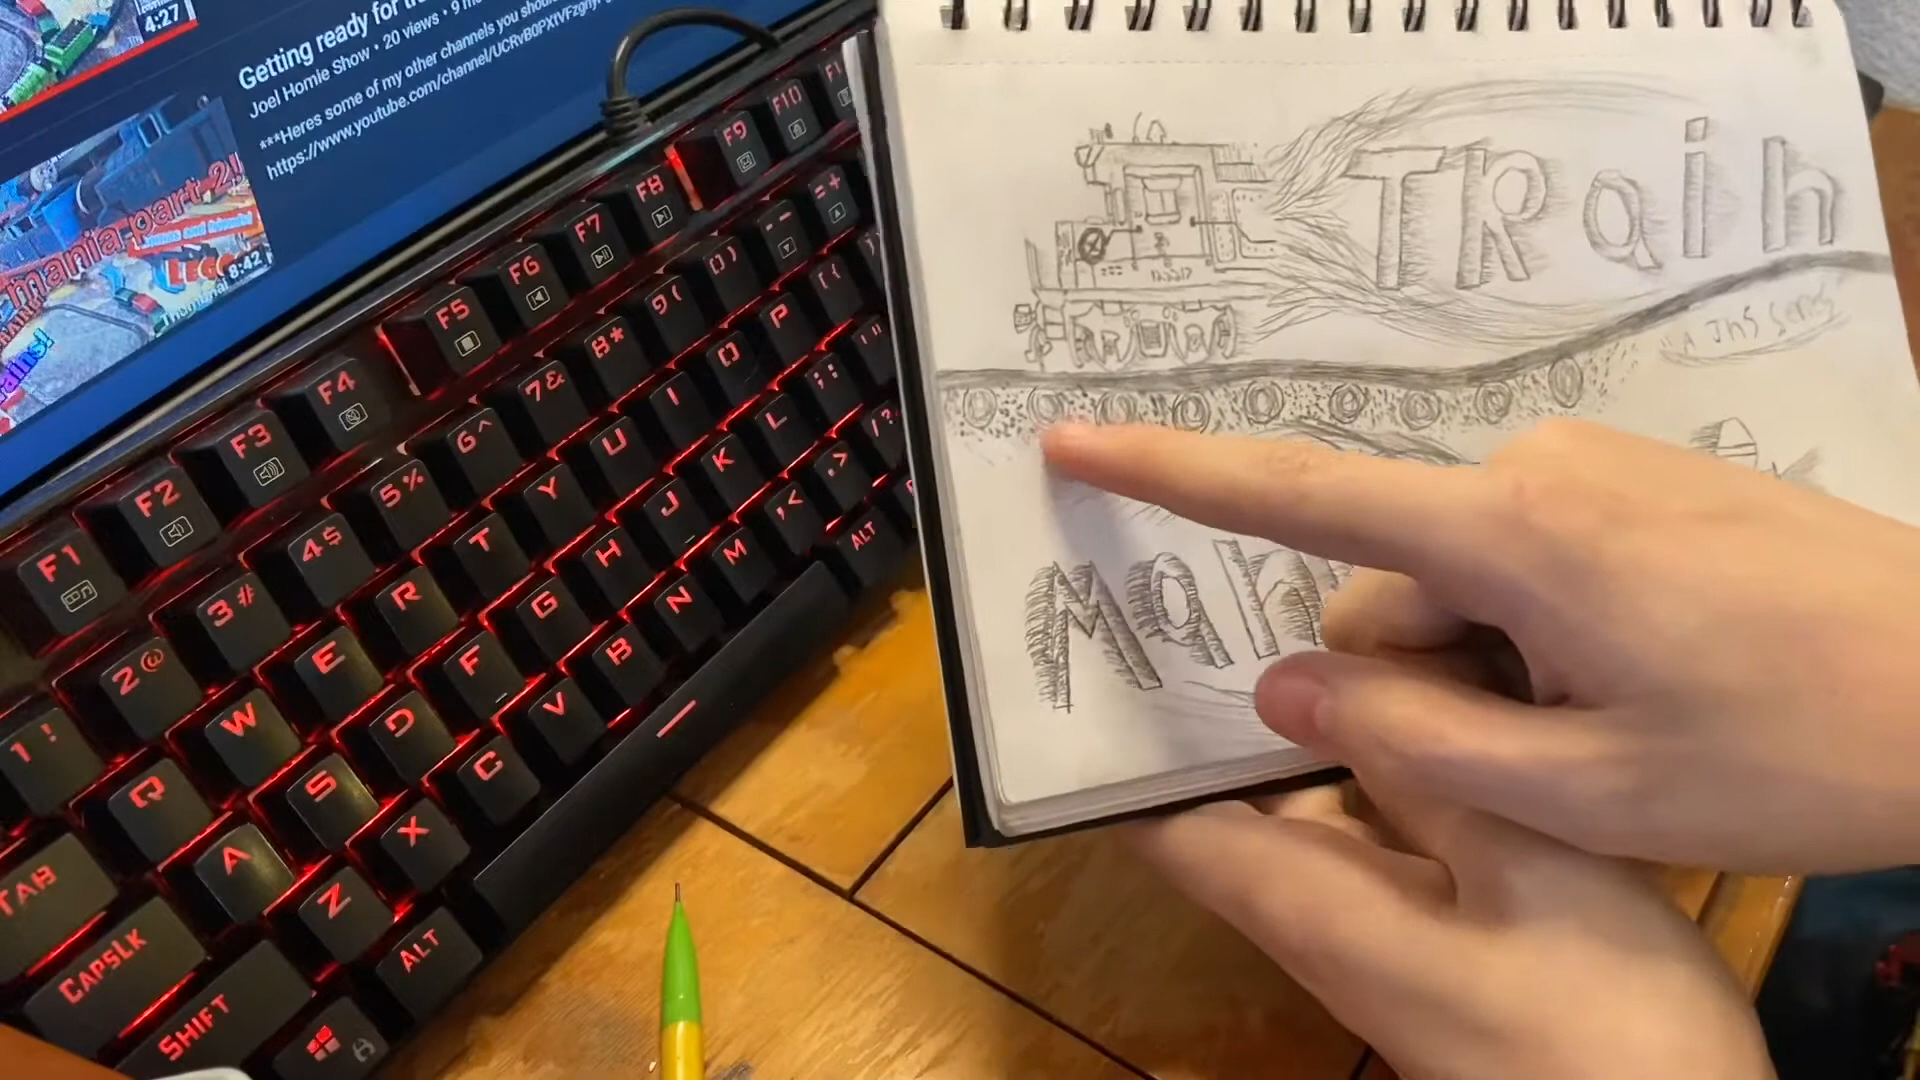 4:27
Getting ready for
Joel Homie Show • 20 views • 9
***Heres some of my other channels you
https://www.youtube.com/channel/
mania part 2!
LEGO
8:42
F1 F2 F3 F4 F5 F6 F7 F8 F9 F10
1 ! 2 @ 3 # 4 $ 5 % 6 ^ 7 & 8 * 9 ( 0 ) - = +
TAB Q W E R T Y U I O P [ {
CAPSLK A S D F G H J K L ; :
SHIFT Z X C V B N M , < . > / ?
ALT ALT
TRain
"A JhS Series
Man